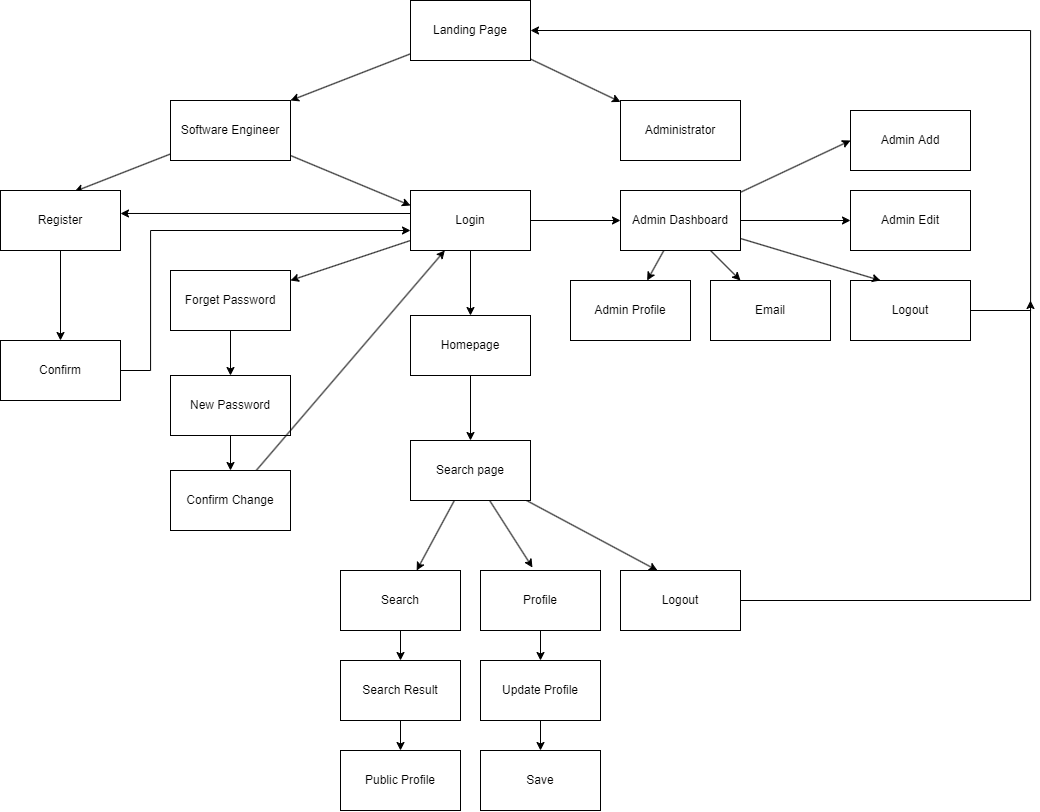 Landing Page
Software Engineer
Administrator
Admin Add
Register
Login
Admin Dashboard
Admin Edit
Forget Password
Admin Profile
Email
Logout
Homepage
Confirm
New Password
Search page
Confirm Change
Search
Profile
Logout
Search Result
Update Profile
Public Profile
Save